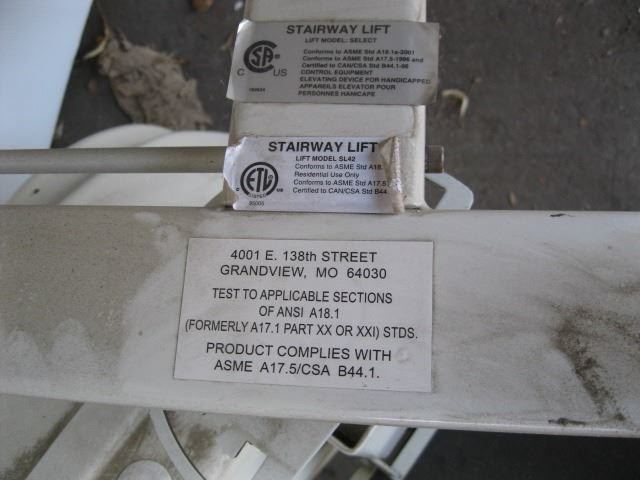 STAIRWAY LIFT
LIFT MODEL: SELECT
Conforms to ASME Std A18.1a-2001
Conforms to ASME Std A17.5-1996 and
Certified to CAN/CSA Std B44.1-96
CONTROL EQUIPMENT
ELEVATING DEVICE FOR HANDICAPPED
APPAREILS ELEVATOR POUR
PERSONNES HANICAPE
C US
STAIRWAY LIFT
LIFT MODEL SL42
Conforms to ASME Std A18.
Residential Use Only
Conforms to ASME Std A17.5
Certified to CAN/CSA Std B44.
C ETL US
LISTED
4001 E. 138th STREET
GRANDVIEW, MO 64030
TEST TO APPLICABLE SECTIONS
OF ANSI A18.1
(FORMERLY A17.1 PART XX OR XXI) STDS.
PRODUCT COMPLIES WITH
ASME A17.5/CSA B44.1.